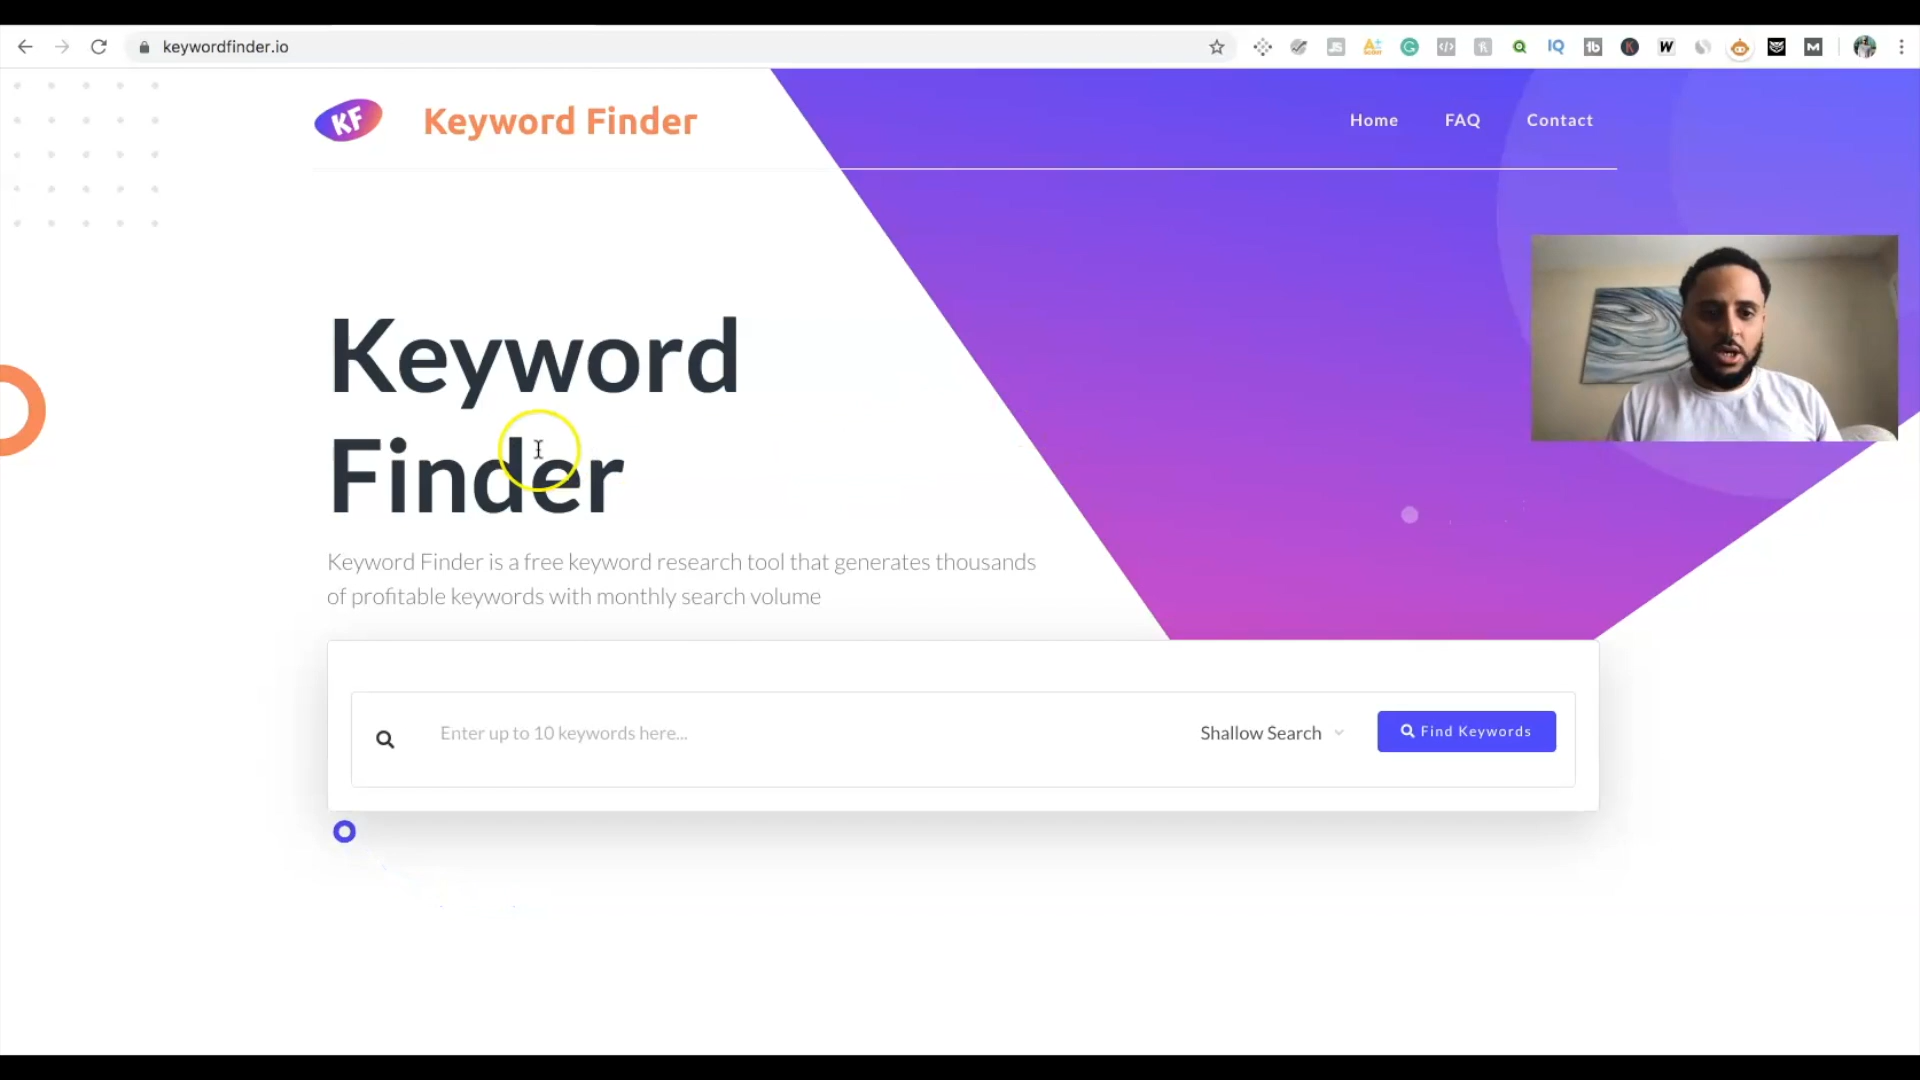 keywordfinder.io
KF
Keyword Finder
Home
FAQ
Contact
Keyword
Finder
Keyword Finder is a free keyword research tool that generates thousands
of profitable keywords with monthly search volume
Enter up to 10 keywords here...
Shallow Search
Find Keywords